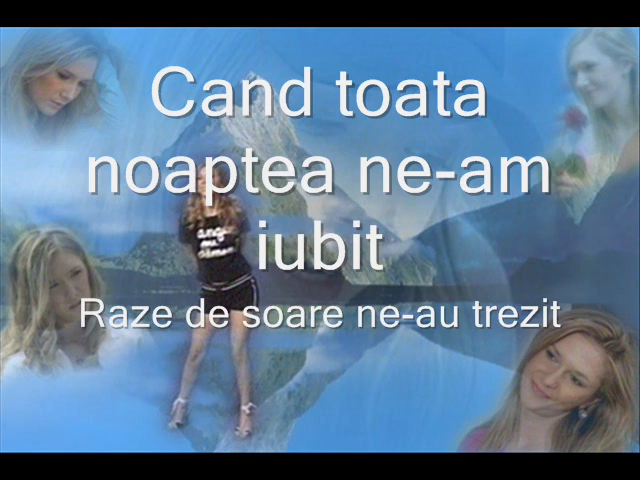 Cand toata
noaptea ne-am
iubit
Raze de soare ne-au trezit